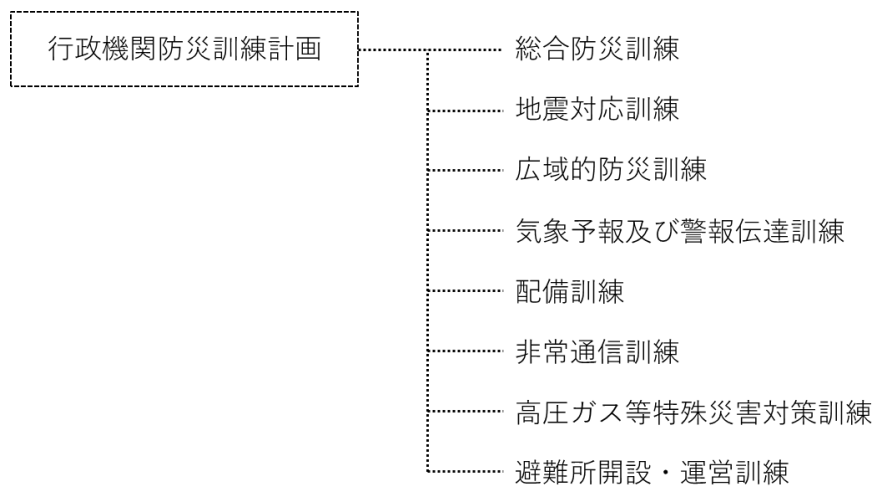 行政機関防災訓練計画
総合防災訓練
地震対応訓練
広域的防災訓練
気象予報及び警報伝達訓練
配備訓練
非常通信訓練
高圧ガス等特殊災害対策訓練
避難所開設・運営訓練